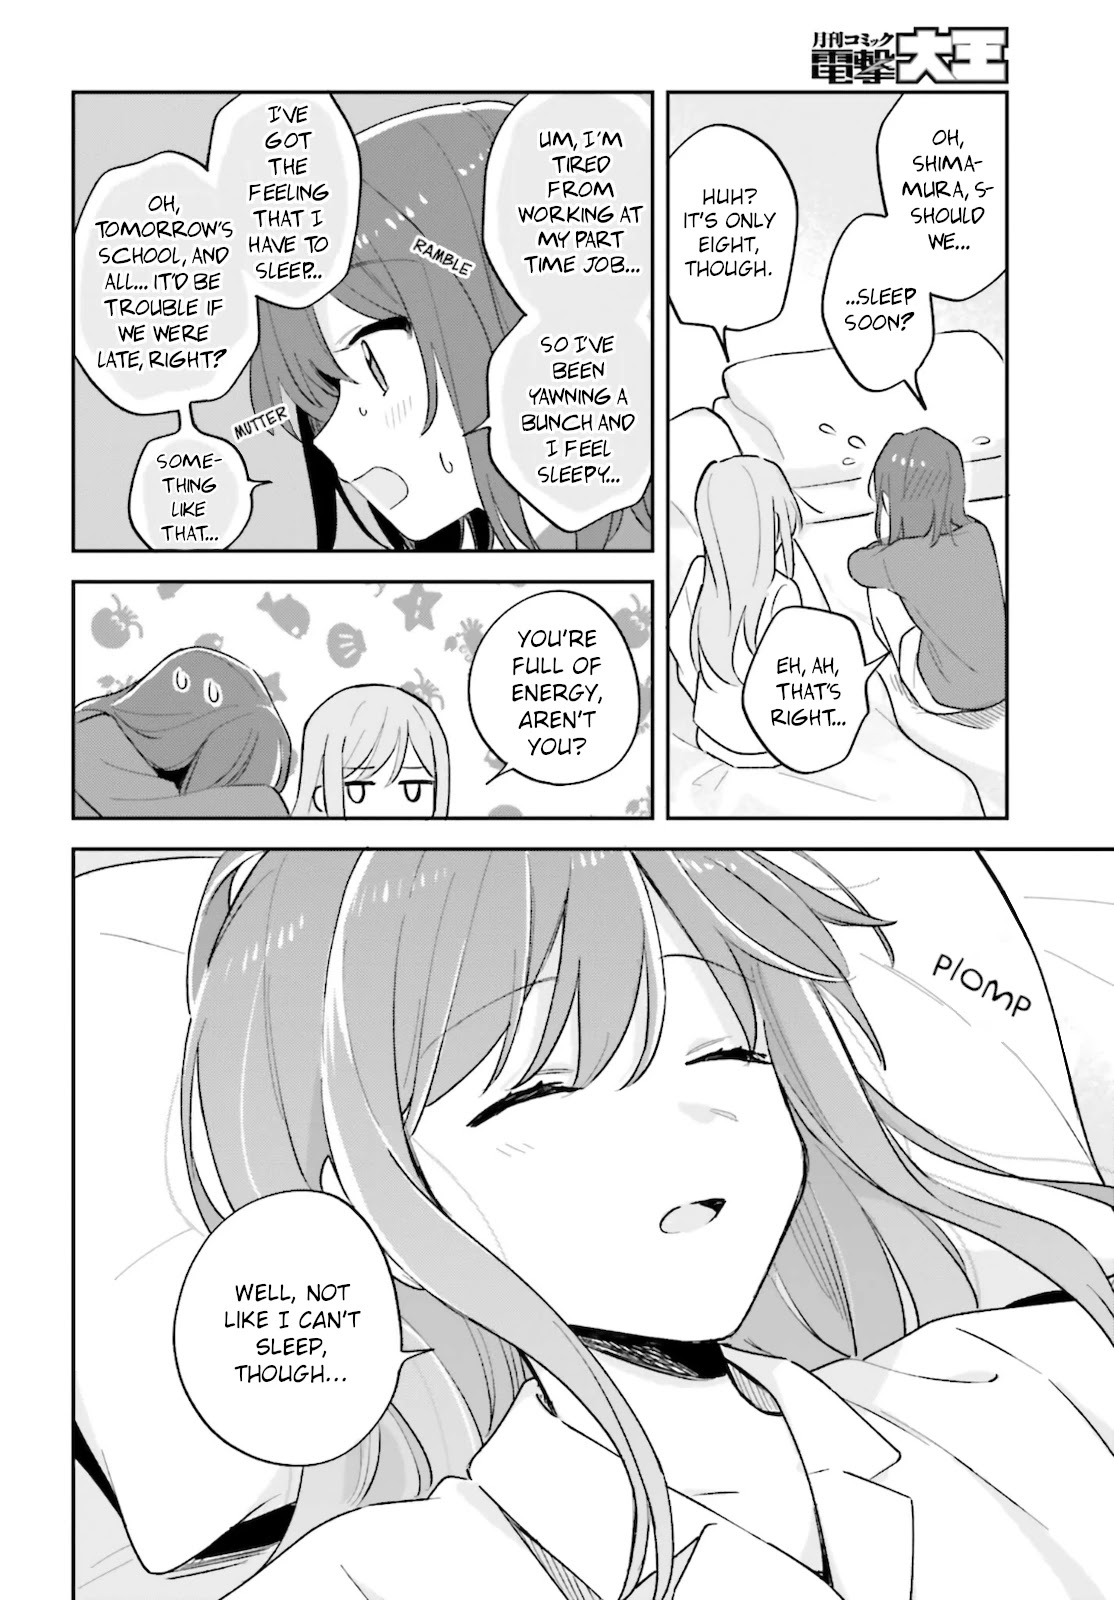 月刊コミック
電撃大王
OH,
SHIMA-
MURA, S-
SHOULD
WE...
...SLEEP
SOON?
HUH?
IT'S ONLY
EIGHT,
THOUGH.
EH, AH,
THAT'S
RIGHT...
UM, I'M
TIRED
FROM
WORKING AT
MY PART
TIME JOB...
SO I'VE
BEEN
YAWNING A
BUNCH AND
I FEEL
SLEEPY...
RAMBLE
I'VE
GOT
THE
FEELING
THAT I
HAVE TO
SLEEP...
OH,
TOMORROW'S
SCHOOL, AND
ALL... IT'D BE
TROUBLE IF
WE WERE
LATE, RIGHT?
MUTTER
SOME-
THING
LIKE
THAT...
YOU'RE
FULL OF
ENERGY,
AREN'T
YOU?
PLOMP
WELL, NOT
LIKE I CAN'T
SLEEP,
THOUGH...